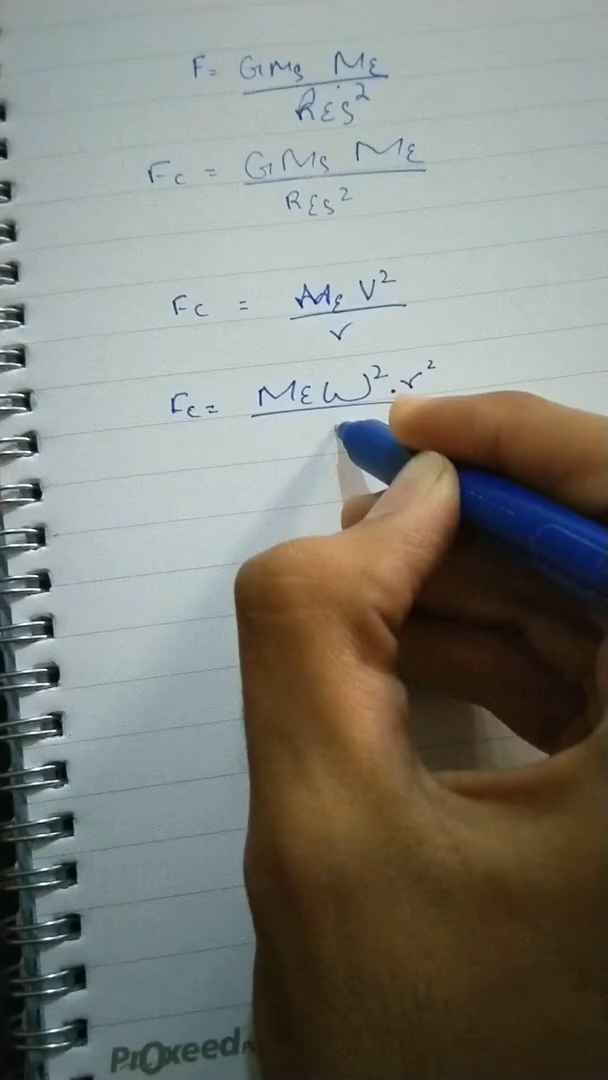 F = GMs ME / REs²
Fc = GMs ME / REs²
Fc = ME V² / r
Fc = MEω².r²
PrOxeed